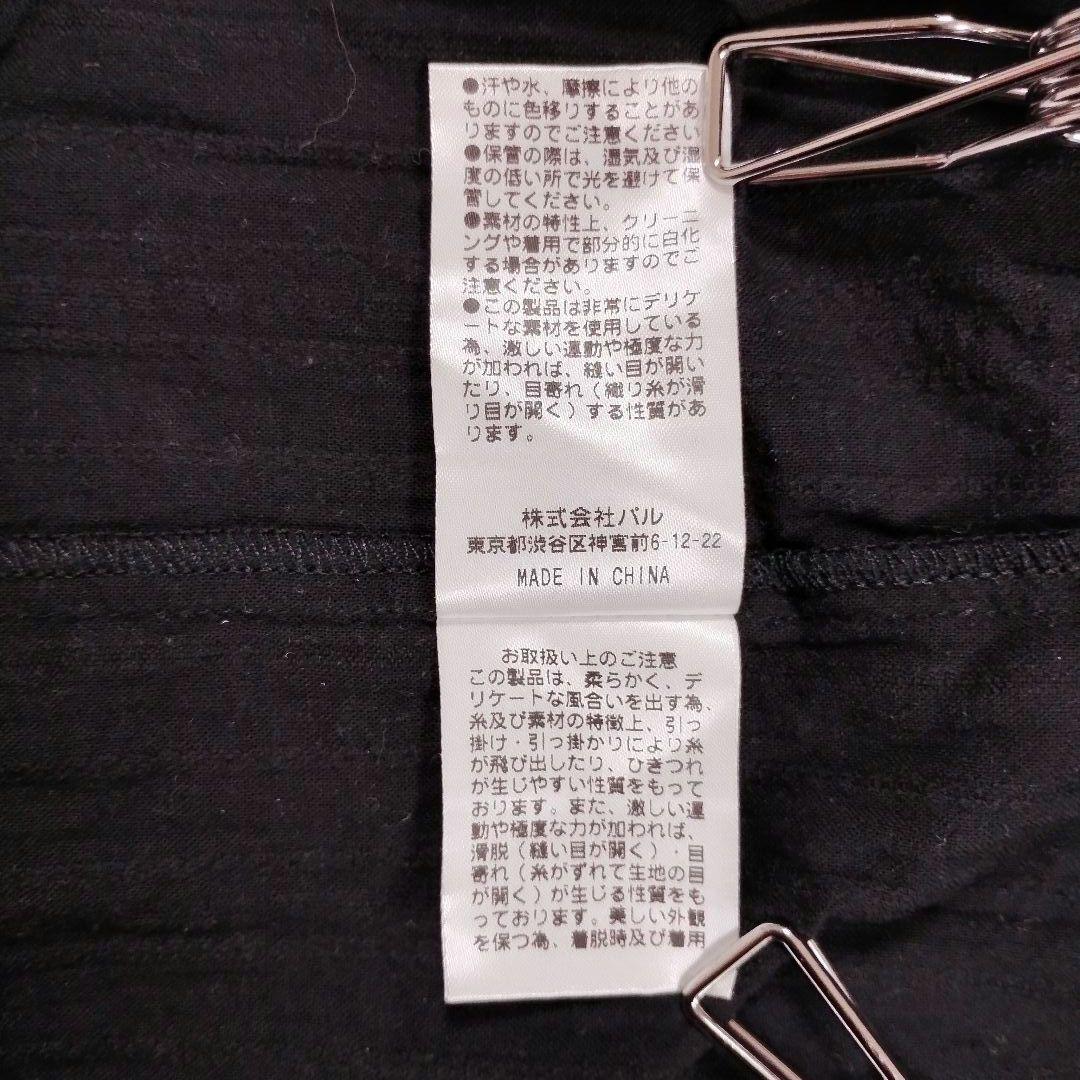 ●汗や水、摩擦により他の
ものに色移りすることがあ
りますのでご注意ください
●保管の際は、湿気及び湿
度の低い所で光を避けて保
管してください。
●素材の特性上、クリーニ
ングや着用で部分的に白化
する場合がありますのでご
注意ください。
●この製品は非常にデリケ
ートな素材を使用している
為、激しい運動や極度な力
が加われば、縫い目が開い
たり、目寄れ（織り糸が滑
り目が開く）する性質があ
ります。
株式会社パル
東京都渋谷区神宮前6-12-22
MADE IN CHINA
お取扱い上のご注意
この製品は、柔らかく、デ
リケートな風合いを出す為、
糸及び素材の特徴上、引っ
掛け・引っ掛かりにより糸
が飛び出したり、ひきつれ
が生じやすい性質をもって
おります。また、激しい運
動や極度な力が加われば、
滑脱（縫い目が開く）・目
寄れ（糸がずれて生地の目
が開く）が生じる性質をも
っております。美しい外観
を保つ為、着脱時及び着用